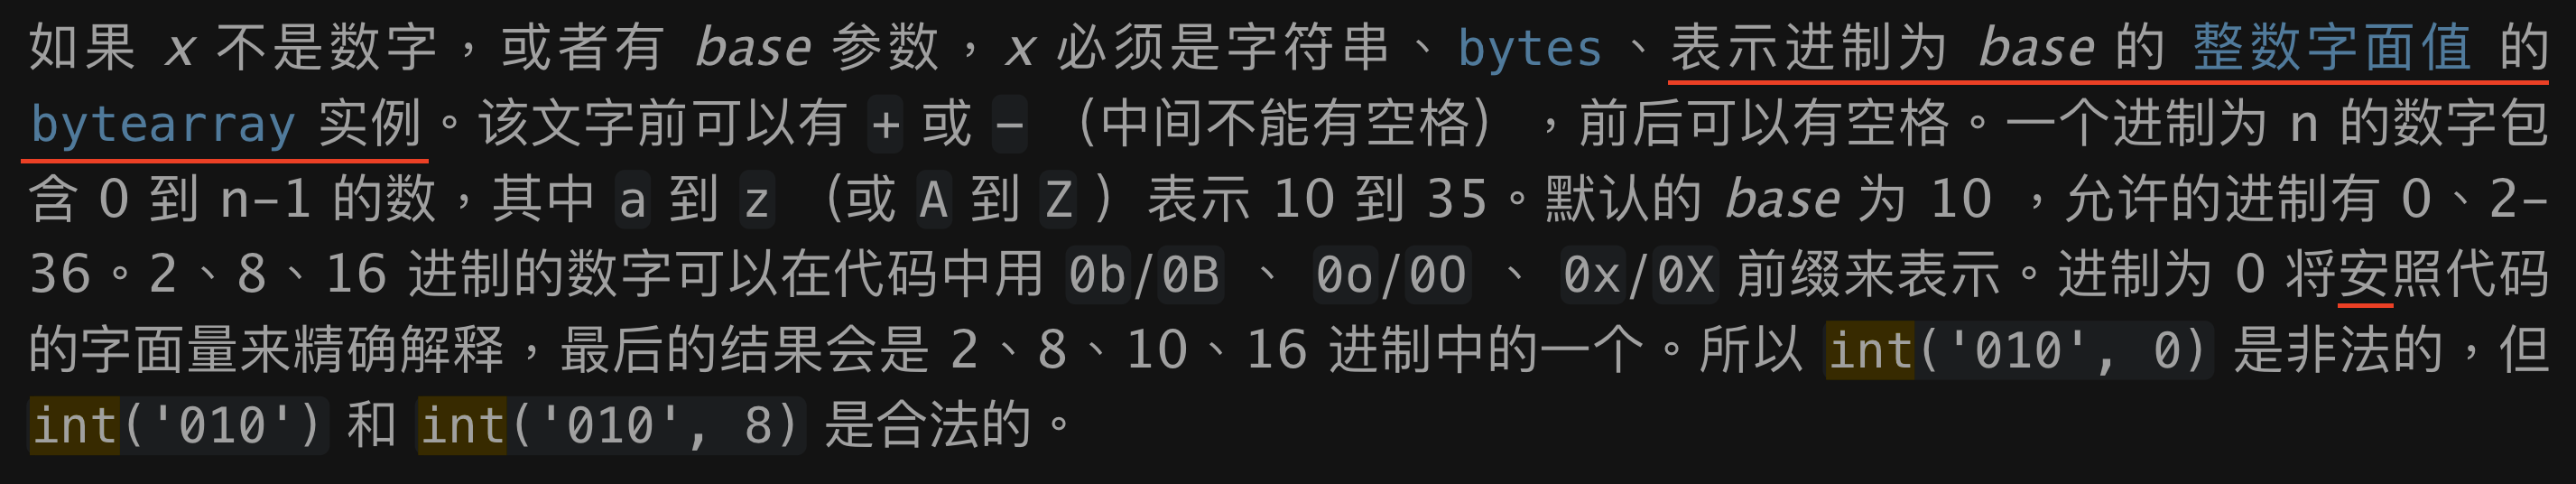 如果 x 不是数字，或者有 base 参数，x 必须是字符串、bytes、表示进制为 base 的 整数字面值 的
bytearray 实例。该文字前可以有 + 或 - （中间不能有空格），前后可以有空格。一个进制为 n 的数字包
含 0 到 n-1 的数，其中 a 到 z （或 A 到 Z ）表示 10 到 35。默认的 base 为 10 ，允许的进制有 0、2-
36。2、8、16 进制的数字可以在代码中用 0b/0B 、 0o/0O 、 0x/0X 前缀来表示。进制为 0 将安照代码
的字面量来精确解释，最后的结果会是 2、8、10、16 进制中的一个。所以 int('010', 0) 是非法的，但
int('010') 和 int('010', 8) 是合法的。